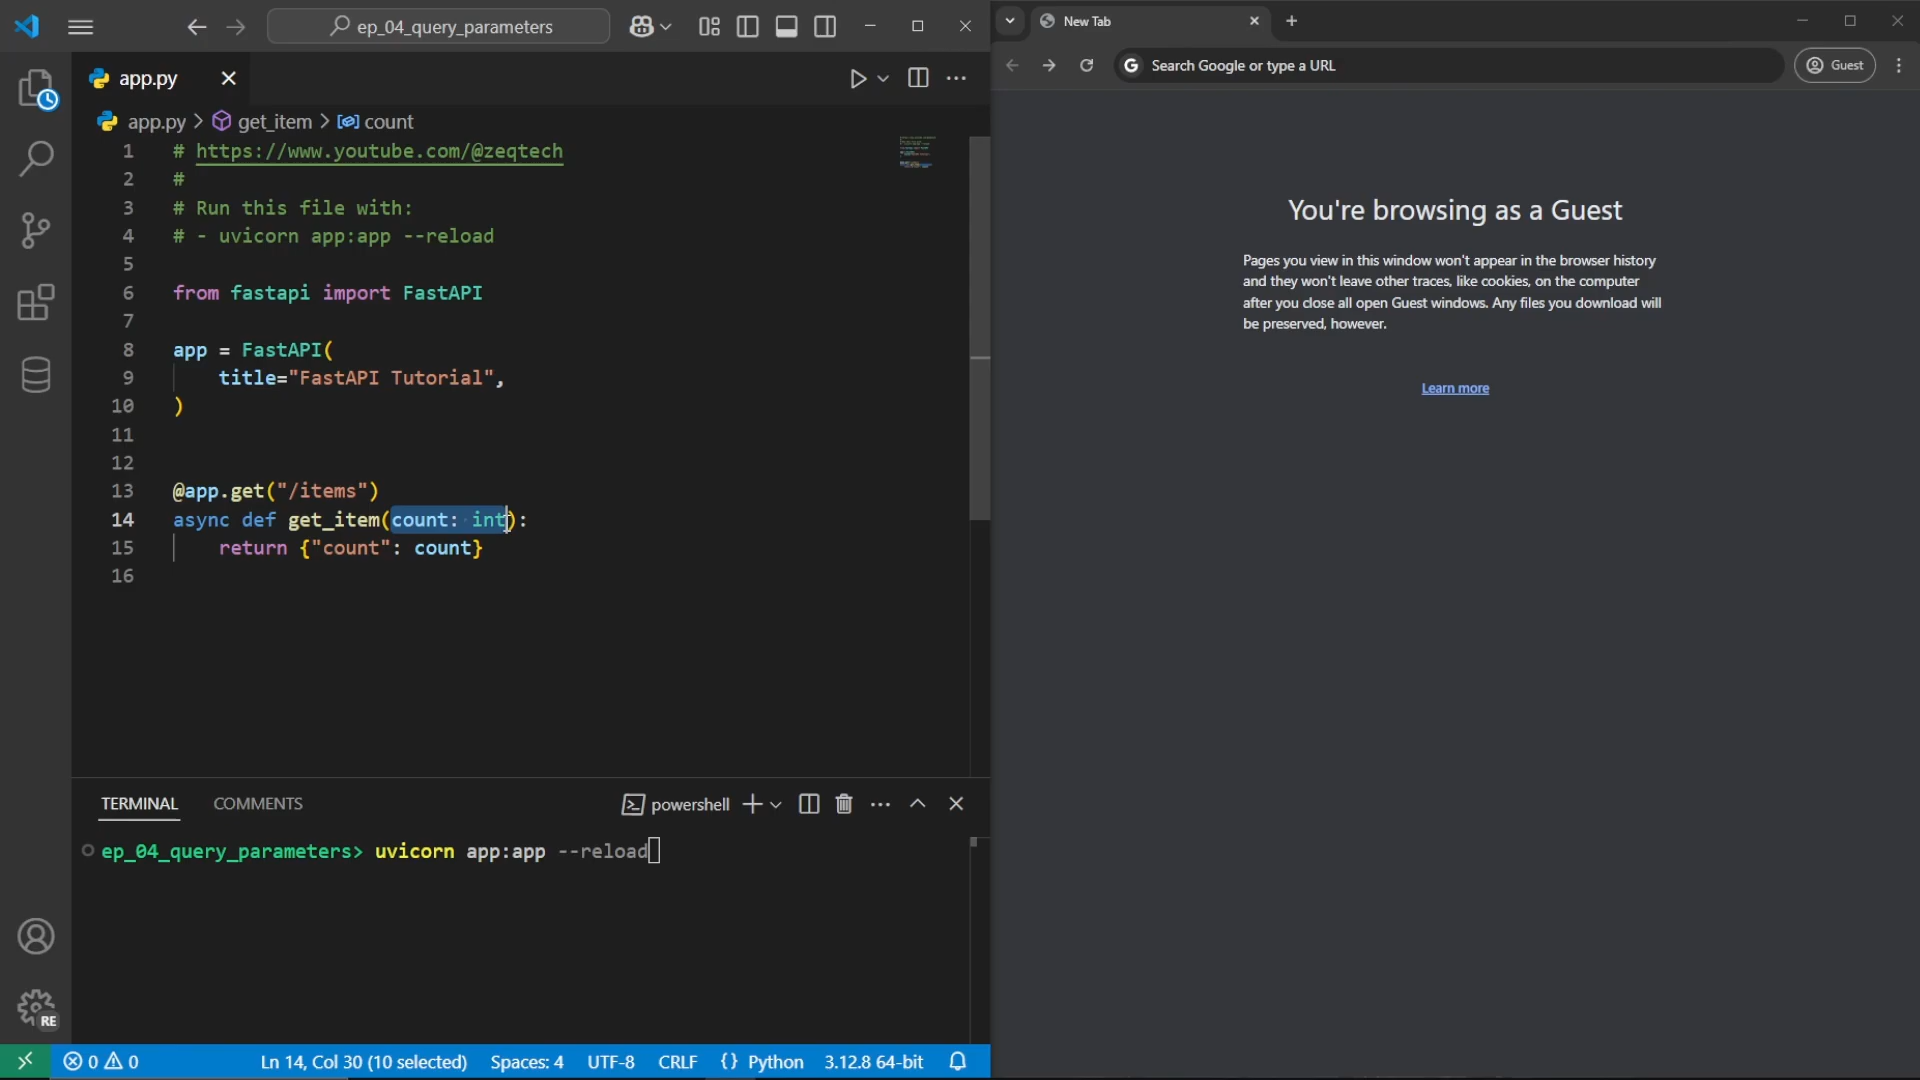 ep_04_query_parameters
app.py
app.py > get_item > count
1 # https://www.youtube.com/@zeqtech
2 #
3 # Run this file with:
4 # - uvicorn app:app --reload
5
6 from fastapi import FastAPI
7
8 app = FastAPI(
9 title="FastAPI Tutorial",
10 )
11
12
13 @app.get("/items")
14 async def get_item(count: int):
15 return {"count": count}
16
TERMINAL COMMENTS powershell
ep_04_query_parameters> uvicorn app:app --reload
RE
0 0 Ln 14, Col 30 (10 selected) Spaces: 4 UTF-8 CRLF {} Python 3.12.8 64-bit
New Tab
Search Google or type a URL
Guest
You're browsing as a Guest
Pages you view in this window won't appear in the browser history
and they won't leave other traces, like cookies, on the computer
after you close all open Guest windows. Any files you download will
be preserved, however.
Learn more